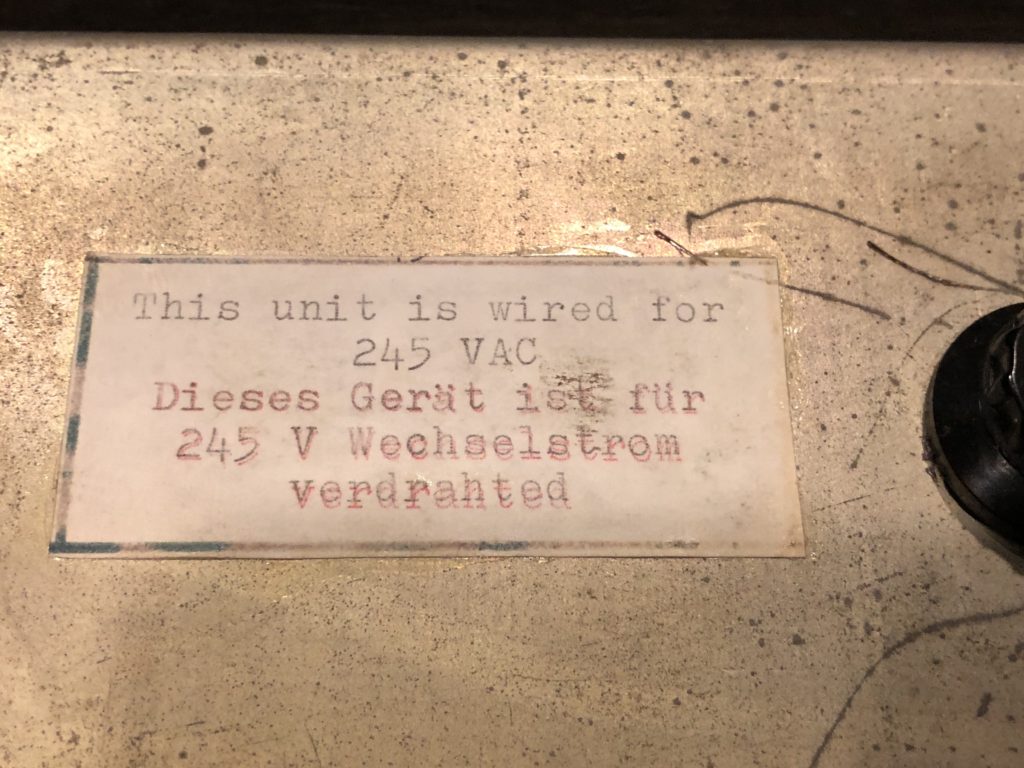 This unit is wired for
245 VAC
Dieses Gerät ist für
245 V Wechselstrom
verdrahted